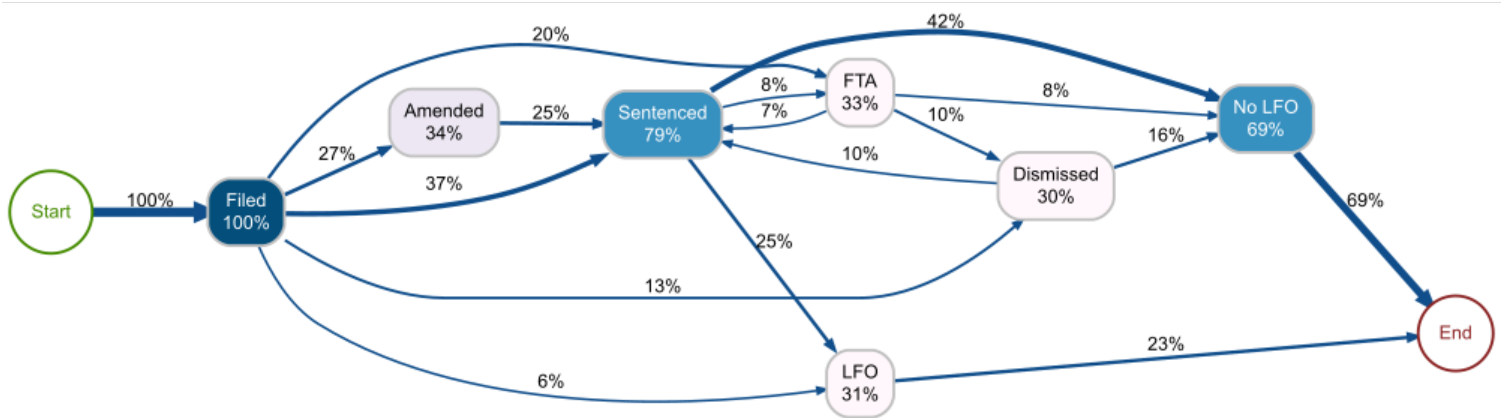 42%
20%
FTA
33%
8%
8%
7%
No LFO
69%
Amended
34%
25%
Sentenced
79%
10%
16%
27%
10%
Dismissed
30%
37%
Start
100%
Filed
100%
69%
25%
13%
End
23%
LFO
31%
6%